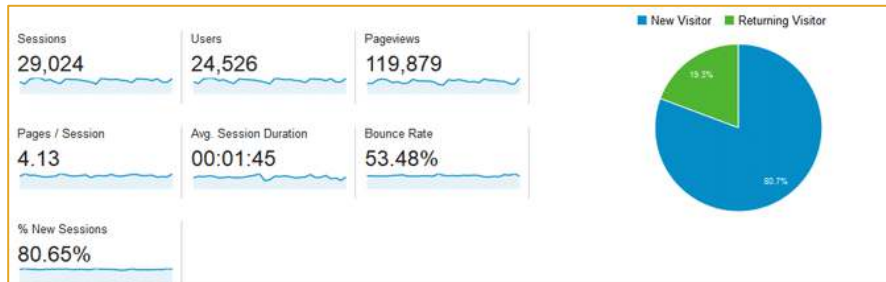 New Visitor Returning Visitor
Sessions Users Pageviews
29,024 24,526 119,879
19.3%
Pages / Session Avg. Session Duration Bounce Rate
4.13 00:01:45 53.48%
80.7%
% New Sessions
80.65%